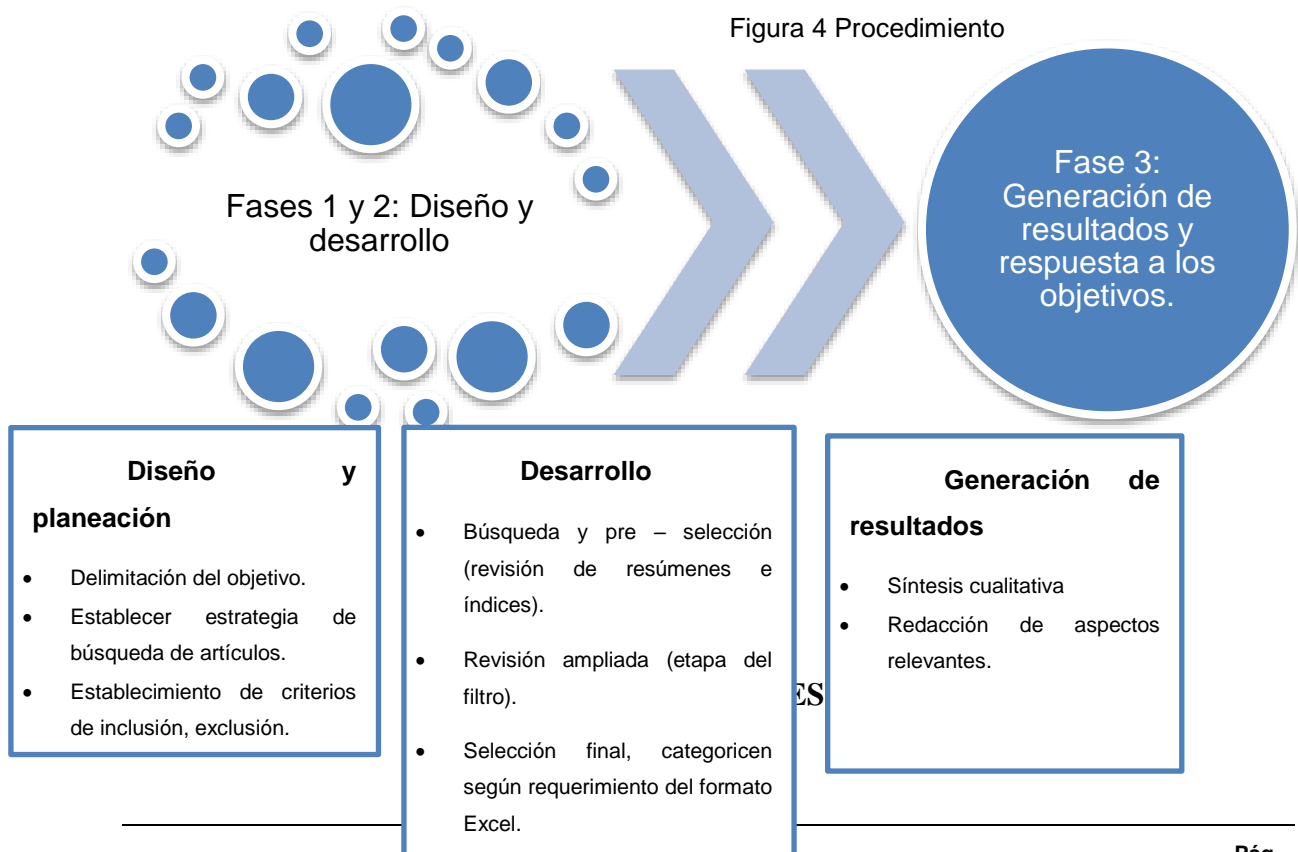 Figura 4 Procedimiento
Fases 1 y 2: Diseño y
desarrollo
Fase 3:
Generación de
resultados y
respuesta a los
objetivos.
Diseño y
planeación
• Delimitación del objetivo.
• Establecer estrategia de
búsqueda de artículos.
• Establecimiento de criterios
de inclusión, exclusión.
Desarrollo
• Búsqueda y pre – selección
(revisión de resúmenes e
índices).
• Revisión ampliada (etapa del
filtro).
• Selección final, categoricen
según requerimiento del formato
Excel.
Generación de
resultados
• Síntesis cualitativa
• Redacción de aspectos
relevantes.
ES